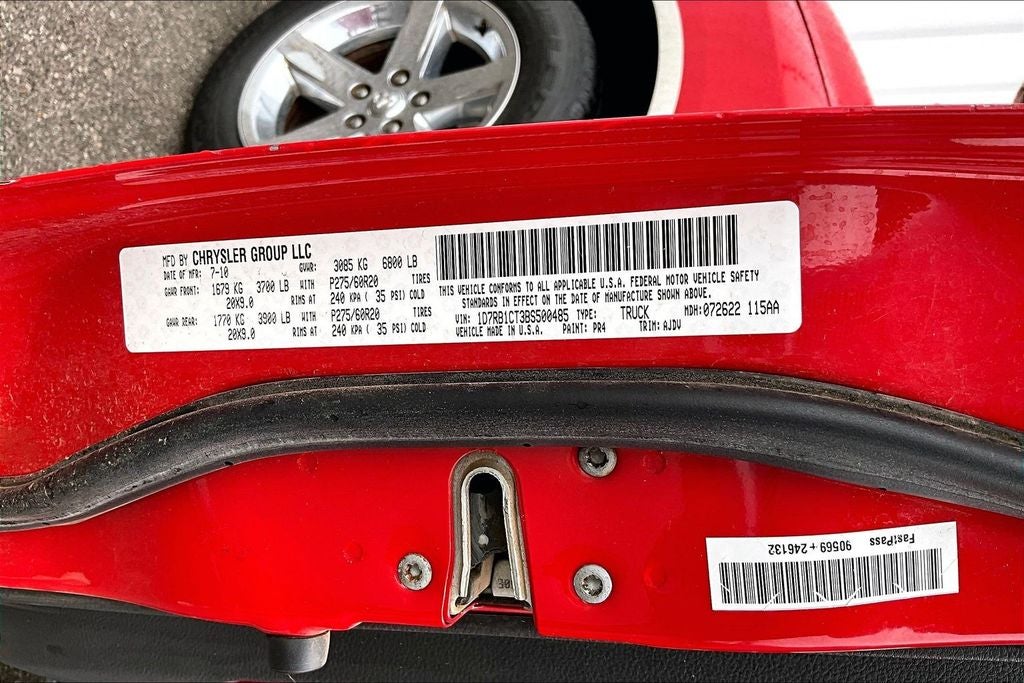 MFD BY CHRYSLER GROUP LLC
DATE OF MFR: 7-10 GVWR: 3085 KG 6800 LB
GAWR FRONT: 1679 KG 3700 LB WITH P275/60R20 TIRES
20X9.0 RIMS AT 240 KPA ( 35 PSI) COLD
GAWR REAR: 1770 KG 3900 LB WITH P275/60R20 TIRES
20X9.0 RIMS AT 240 KPA ( 35 PSI) COLD
THIS VEHICLE CONFORMS TO ALL APPLICABLE U.S.A. FEDERAL MOTOR VEHICLE SAFETY
STANDARDS IN EFFECT ON THE DATE OF MANUFACTURE SHOWN ABOVE.
VIN: 1D7RB1CT3BS500485 TYPE: TRUCK MDH: 072622 115AA
VEHICLE MADE IN U.S.A. PAINT: PR4 TRIM: AJDV
FastPass 90569 + 246132
30